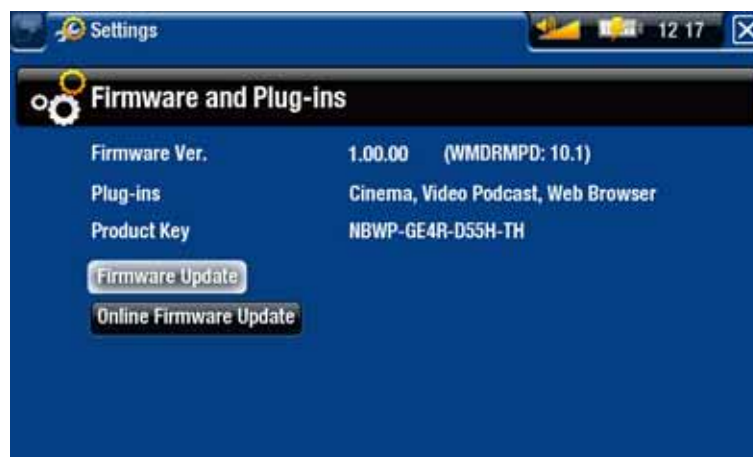 Settings 12 17
Firmware and Plug-ins
Firmware Ver. 1.00.00 (WMDRMPD: 10.1)
Plug-ins Cinema, Video Podcast, Web Browser
Product Key NBWP-GE4R-D55H-TH
Firmware Update
Online Firmware Update